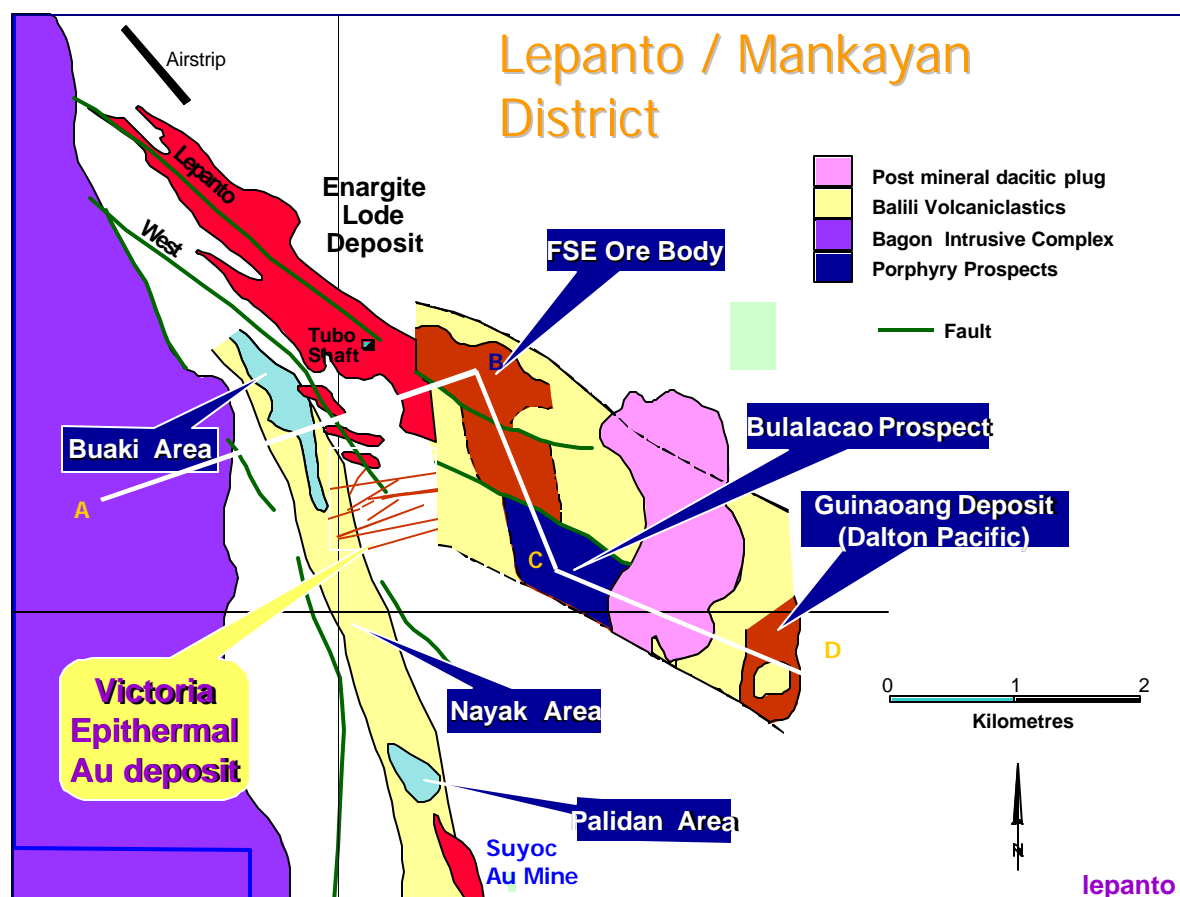 Lepanto / Mankayan
District
Airstrip
Lepanto
West
Enargite
Lode
Deposit
Tubo
Shaft
FSE Ore Body
Post mineral dacitic plug
Balili Volcaniclastics
Bagon Intrusive Complex
Porphyry Prospects
Fault
B
Buaki Area
A
Bulalacao Prospect
Guinaoang Deposit
(Dalton Pacific)
C
D
Victoria
Epithermal
Au deposit
Nayak Area
0 1 2
Kilometres
Palidan Area
Suyoc
Au Mine
N
lepanto